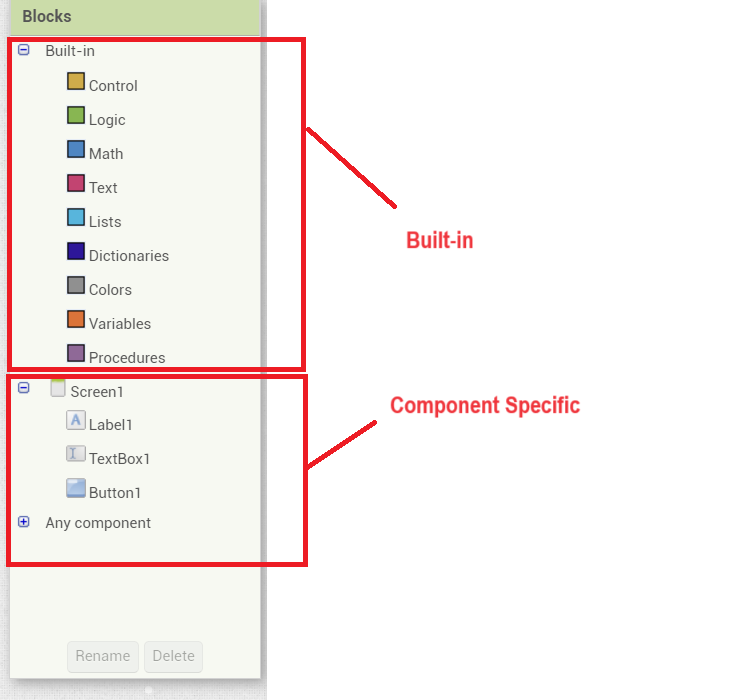 Blocks
Built-in
Control
Logic
Math
Text
Lists
Dictionaries
Colors
Variables
Procedures
Built-in
Screen1
A Label1
TextBox1
Button1
Any component
Component Specific
Rename Delete